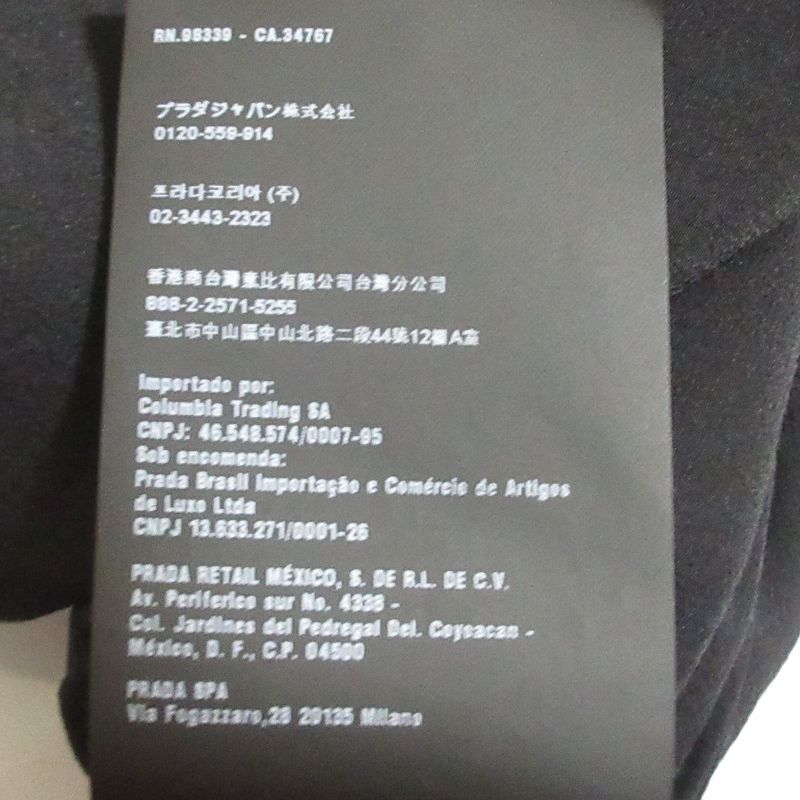 RN.98339 - CA.34767
プラダジャパン株式会社
0120-559-914
프라다코리아 (주)
02-3443-2323
香港商台灣意比有限公司台灣分公司
886-2-2571-5255
臺北市中山區中山北路二段44號12樓A室
Importado por:
Columbia Trading SA
CNPJ: 46.548.574/0007-95
Sob encomenda:
Prada Brasil Importação e Comércio de Artigos
de Luxo Ltda
CNPJ 13.633.271/0001-26
PRADA RETAIL MÉXICO, S. DE R.L. DE C.V.
Av. Periferico sur No. 4338 -
Col. Jardines del Pedregal Del. Coyoacan -
México, D. F., C.P. 04500
PRADA SPA
Via Fogazzaro,28 20135 Milano